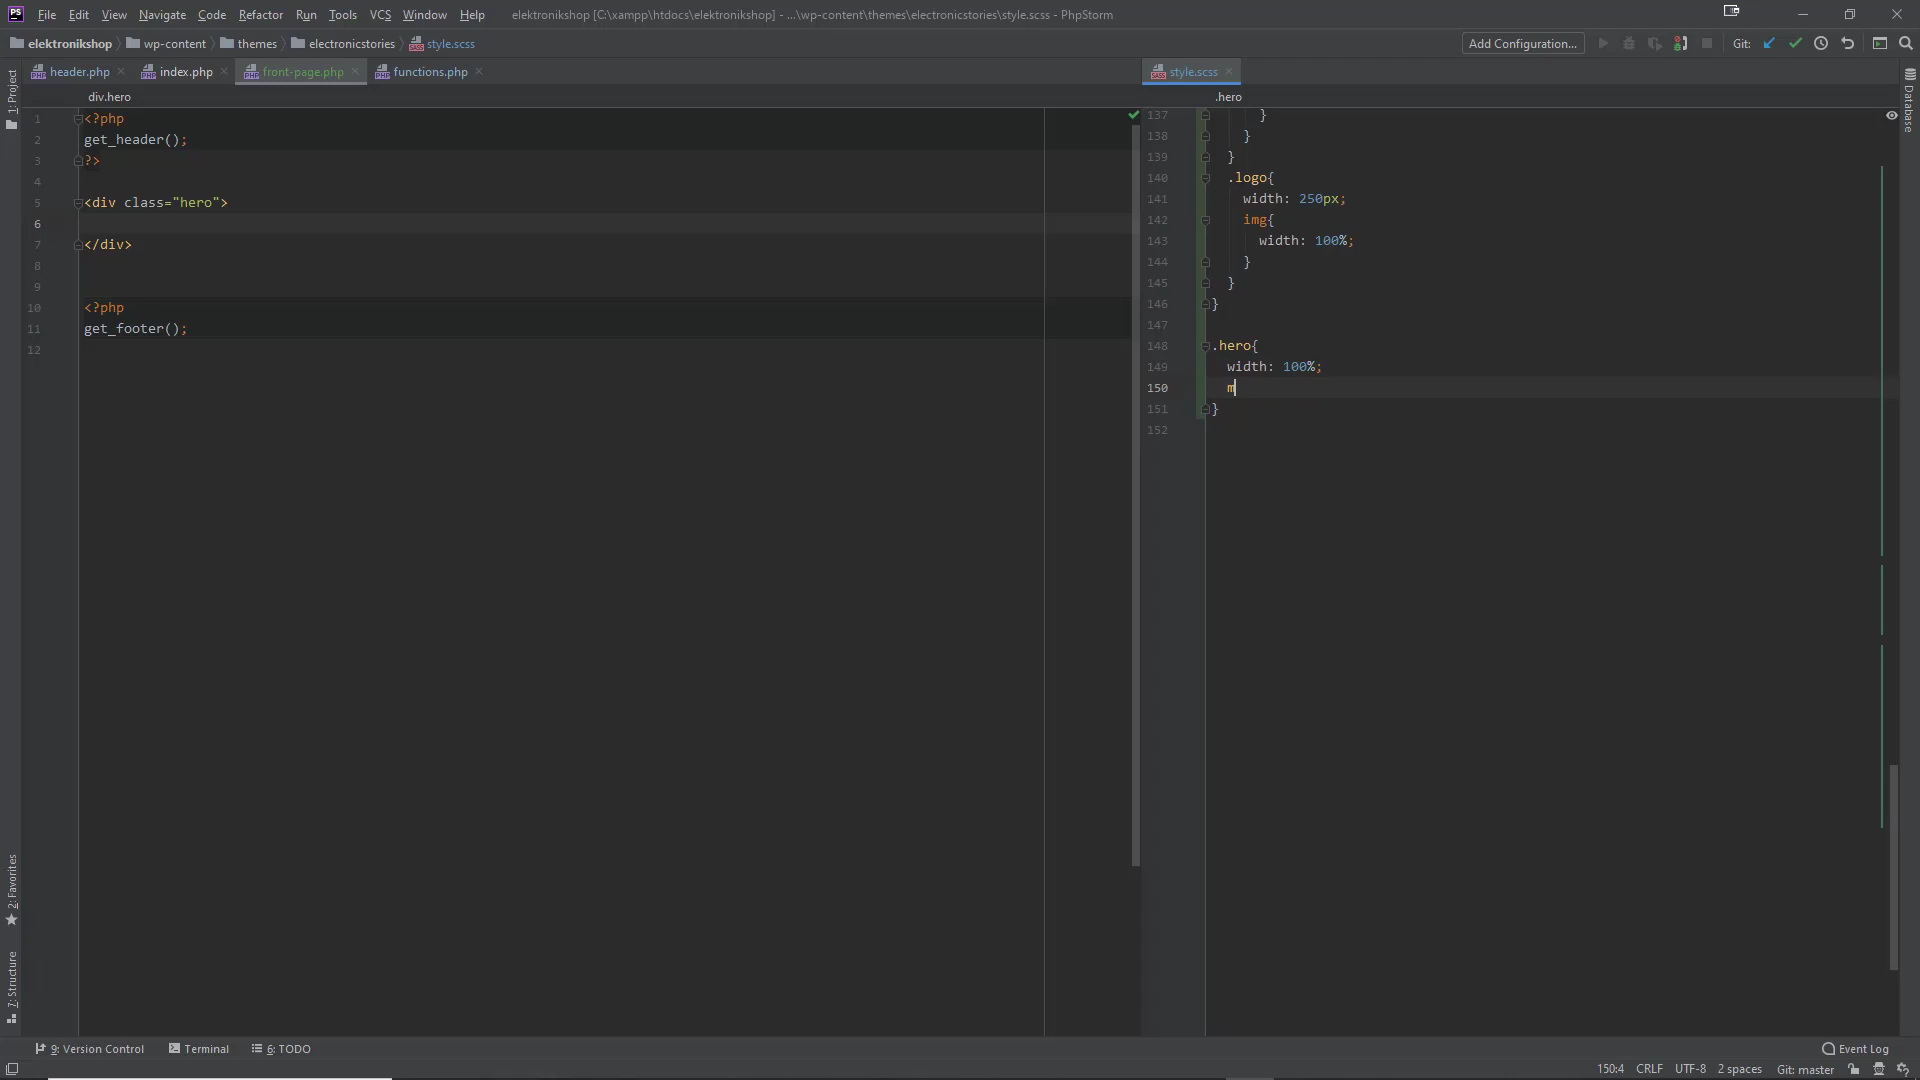 PS File Edit View Navigate Code Refactor Run Tools VCS Window Help elektronikshop [C:\xampp\htdocs\elektronikshop] - ...\wp-content\themes\electronicstories\style.scss - PhpStorm
elektronikshop wp-content themes electronicstories style.scss Add Configuration... Git:
header.php index.php front-page.php functions.php style.scss
div.hero
1 <?php
2 get_header();
3 ?>
4
5 <div class="hero">
6
7 </div>
8
9
10 <?php
11 get_footer();
12
.hero
137 }
138 }
139 }
140 .logo{
141 width: 250px;
142 img{
143 width: 100%;
144 }
145 }
146 }
147
148 .hero{
149 width: 100%;
150 m
151 }
152
1: Project
2: Favorites
7: Structure
Database
9: Version Control Terminal 6: TODO Event Log
150:4 CRLF UTF-8 2 spaces Git: master